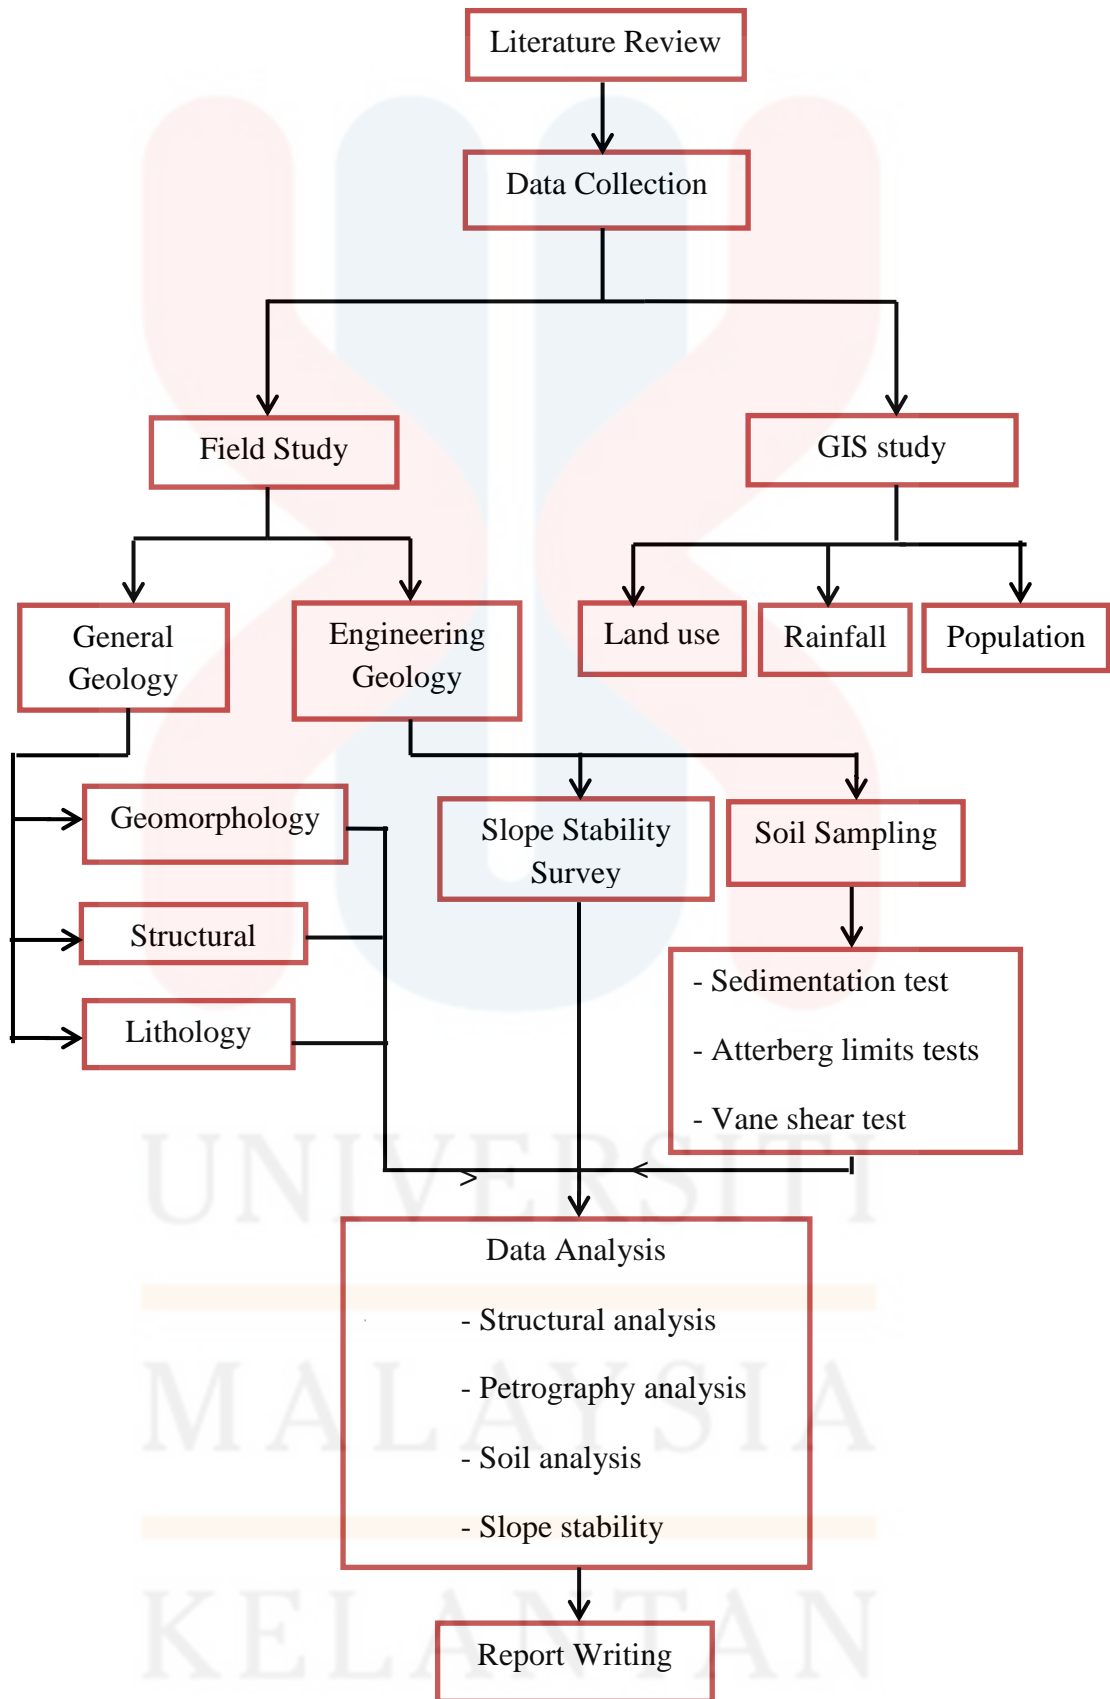 Literature Review
Data Collection
Field Study
GIS study
General
Geology
Engineering
Geology
Land use
Rainfall
Population
Geomorphology
Structural
Lithology
Slope Stability
Survey
Soil Sampling
- Sedimentation test
- Atterberg limits tests
- Vane shear test
Data Analysis
- Structural analysis
- Petrography analysis
- Soil analysis
- Slope stability
Report Writing
UNIVERSITI
MALAYSIA
KELANTAN